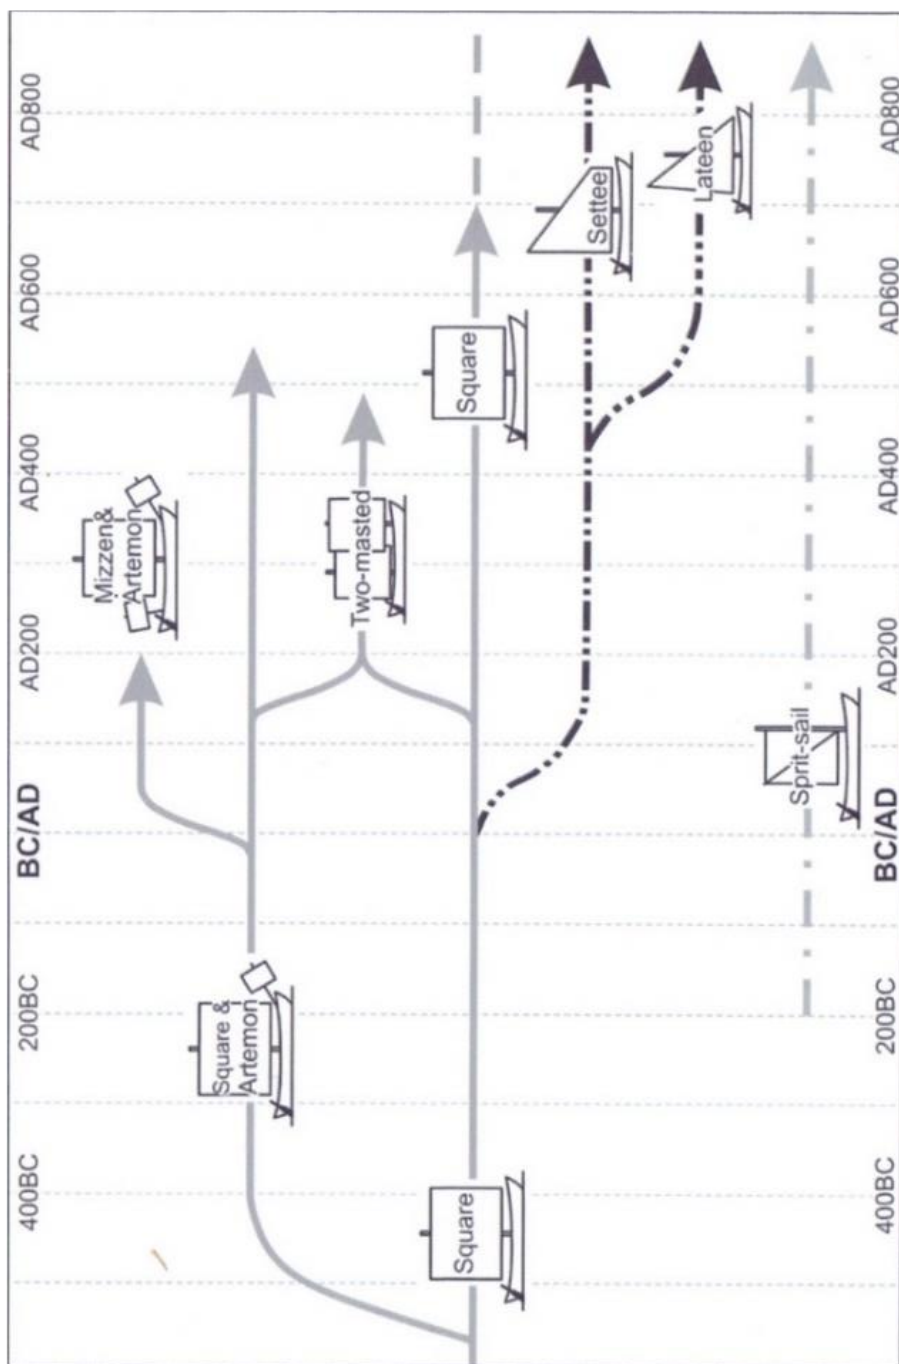 400BC 200BC BC/AD AD200 AD400 AD600 AD800
Mizzen&
Artemon
Square &
Artemon
Two-masted
Square
Square
Settee
Lateen
Sprit-sail
400BC 200BC BC/AD AD200 AD400 AD600 AD800